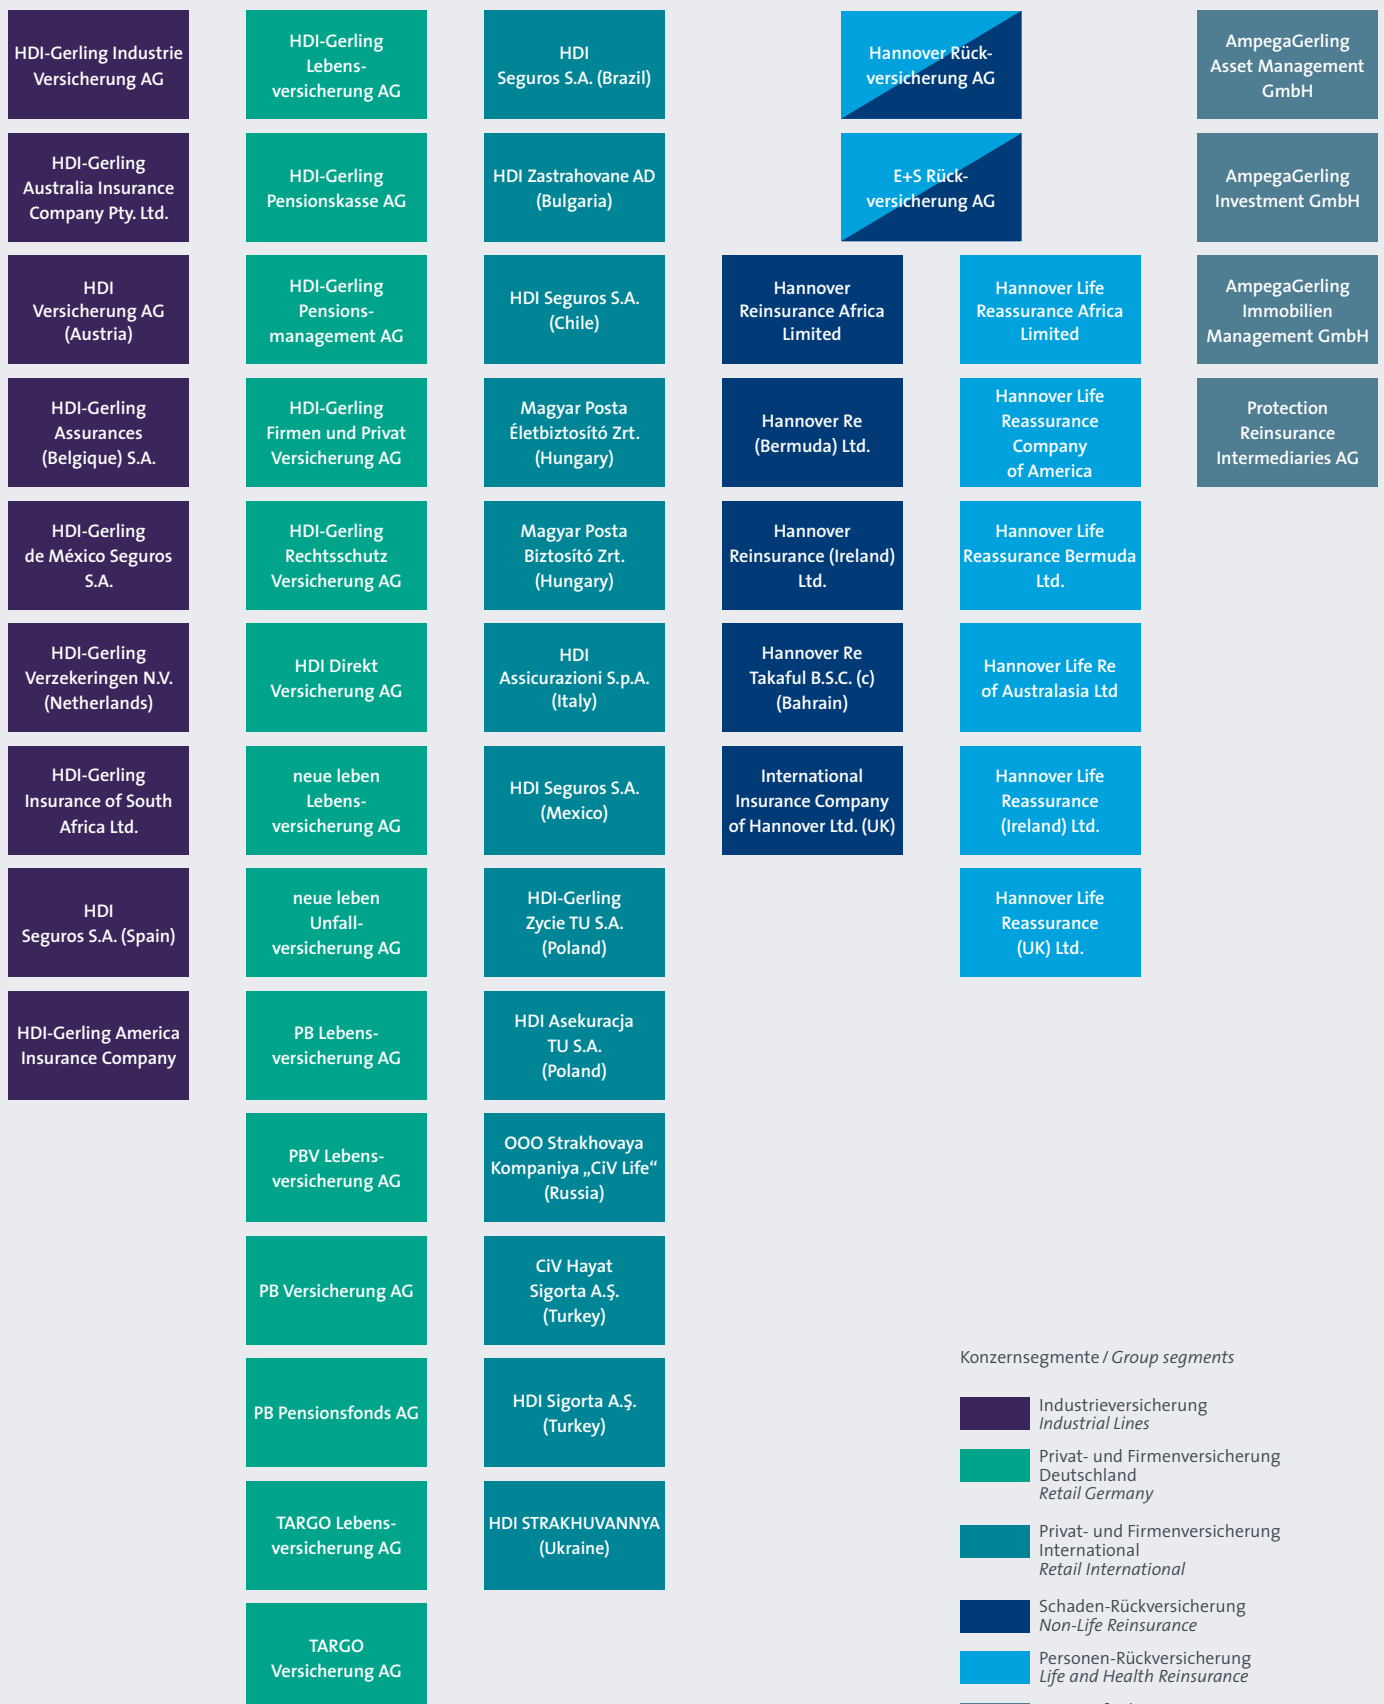 HDI-Gerling Industrie
Versicherung AG
HDI-Gerling
Australia Insurance
Company Pty. Ltd.
HDI
Versicherung AG
(Austria)
HDI-Gerling
Assurances
(Belgique) S.A.
HDI-Gerling
de México Seguros
S.A.
HDI-Gerling
Verzekeringen N.V.
(Netherlands)
HDI-Gerling
Insurance of South
Africa Ltd.
HDI
Seguros S.A. (Spain)
HDI-Gerling America
Insurance Company
HDI-Gerling
Lebens-
versicherung AG
HDI-Gerling
Pensionskasse AG
HDI-Gerling
Pensions-
management AG
HDI-Gerling
Firmen und Privat
Versicherung AG
HDI-Gerling
Rechtsschutz
Versicherung AG
HDI Direkt
Versicherung AG
neue leben
Lebens-
versicherung AG
neue leben
Unfall-
versicherung AG
PB Lebens-
versicherung AG
PBV Lebens-
versicherung AG
PB Versicherung AG
PB Pensionsfonds AG
TARGO Lebens-
versicherung AG
TARGO
Versicherung AG
HDI
Seguros S.A. (Brazil)
HDI Zastrahovane AD
(Bulgaria)
HDI Seguros S.A.
(Chile)
Magyar Posta
Életbiztosító Zrt.
(Hungary)
Magyar Posta
Biztosító Zrt.
(Hungary)
HDI
Assicurazioni S.p.A.
(Italy)
HDI Seguros S.A.
(Mexico)
HDI-Gerling
Zycie TU S.A.
(Poland)
HDI Asekuracja
TU S.A.
(Poland)
OOO Strakhovaya
Kompaniya „CiV Life“
(Russia)
CiV Hayat
Sigorta A.Ş.
(Turkey)
HDI Sigorta A.Ş.
(Turkey)
HDI STRAKHUVANNYA
(Ukraine)
Hannover Rück-
versicherung AG
E+S Rück-
versicherung AG
Hannover
Reinsurance Africa
Limited
Hannover Re
(Bermuda) Ltd.
Hannover
Reinsurance (Ireland)
Ltd.
Hannover Re
Takaful B.S.C. (c)
(Bahrain)
International
Insurance Company
of Hannover Ltd. (UK)
Hannover Life
Reassurance Africa
Limited
Hannover Life
Reassurance
Company
of America
Hannover Life
Reassurance Bermuda
Ltd.
Hannover Life Re
of Australasia Ltd
Hannover Life
Reassurance
(Ireland) Ltd.
Hannover Life
Reassurance
(UK) Ltd.
AmpegaGerling
Asset Management
GmbH
AmpegaGerling
Investment GmbH
AmpegaGerling
Immobilien
Management GmbH
Protection
Reinsurance
Intermediaries AG
Konzernsegmente / Group segments
Industrieversicherung
Industrial Lines
Privat- und Firmenversicherung
Deutschland
Retail Germany
Privat- und Firmenversicherung
International
Retail International
Schaden-Rückversicherung
Non-Life Reinsurance
Personen-Rückversicherung
Life and Health Reinsurance